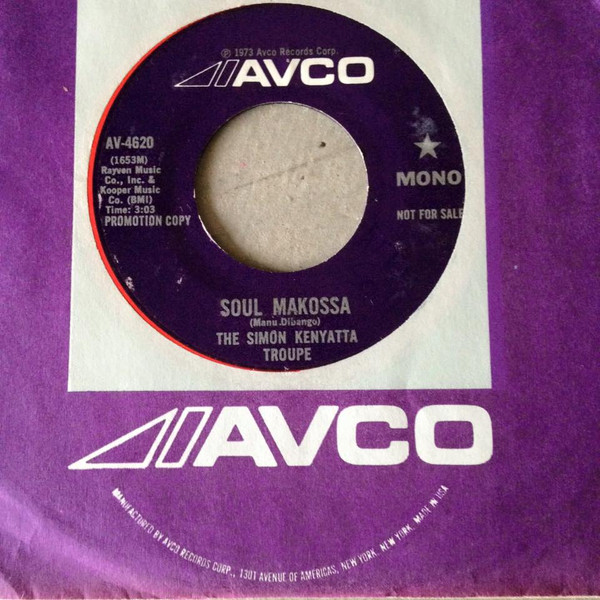 ℗ 1973 Avco Records Corp.
AVCO
AV-4620
(1653M)
Rayven Music
Co., Inc. &
Kooper Music
Co. (BMI)
Time: 3:03
PROMOTION COPY
MONO
NOT FOR SALE
SOUL MAKOSSA
(Manu Dibango)
THE SIMON KENYATTA
TROUPE
AVCO
MANUFACTURED BY AVCO RECORDS CORP., 1301 AVENUE OF AMERICAS, NEW YORK, NEW YORK, MADE IN USA